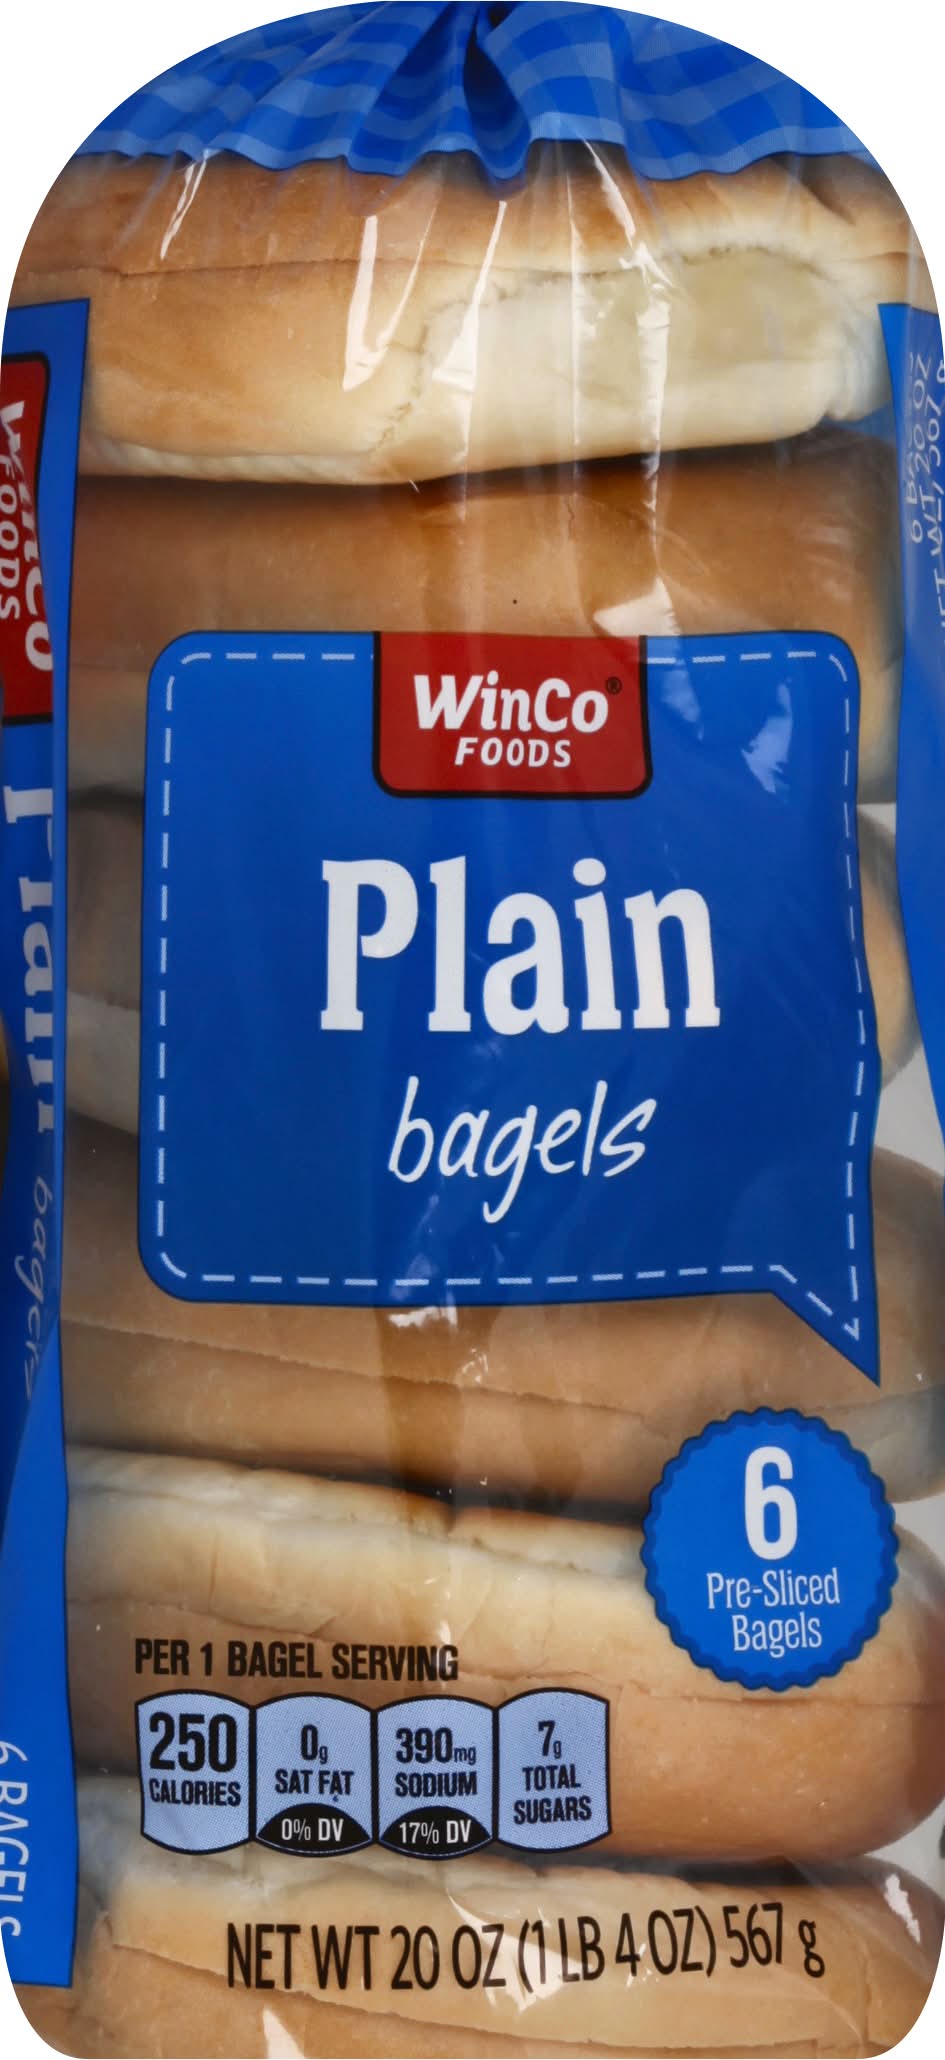 WinCo®
FOODS
Plain
bagels
6
Pre-Sliced
Bagels
PER 1 BAGEL SERVING
250
CALORIES
0g
SAT FAT
0% DV
390mg
SODIUM
17% DV
7g
TOTAL
SUGARS
NET WT 20 OZ (1 LB 4 OZ) 567 g
WinCo
FOODS
Plain bagels
6 BAGELS